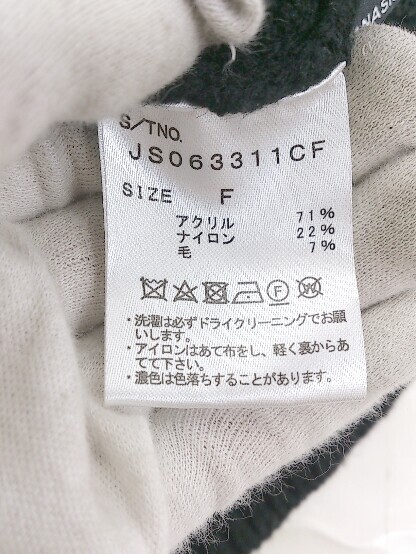 S/TNO.
JS063311CF
SIZE F
アクリル 71%
ナイロン 22%
毛 7%
F
W
・洗濯は必ずドライクリーニングでお願
いします。
・アイロンはあて布をし、軽く裏からあ
てて下さい。
・濃色は色落ちすることがあります。